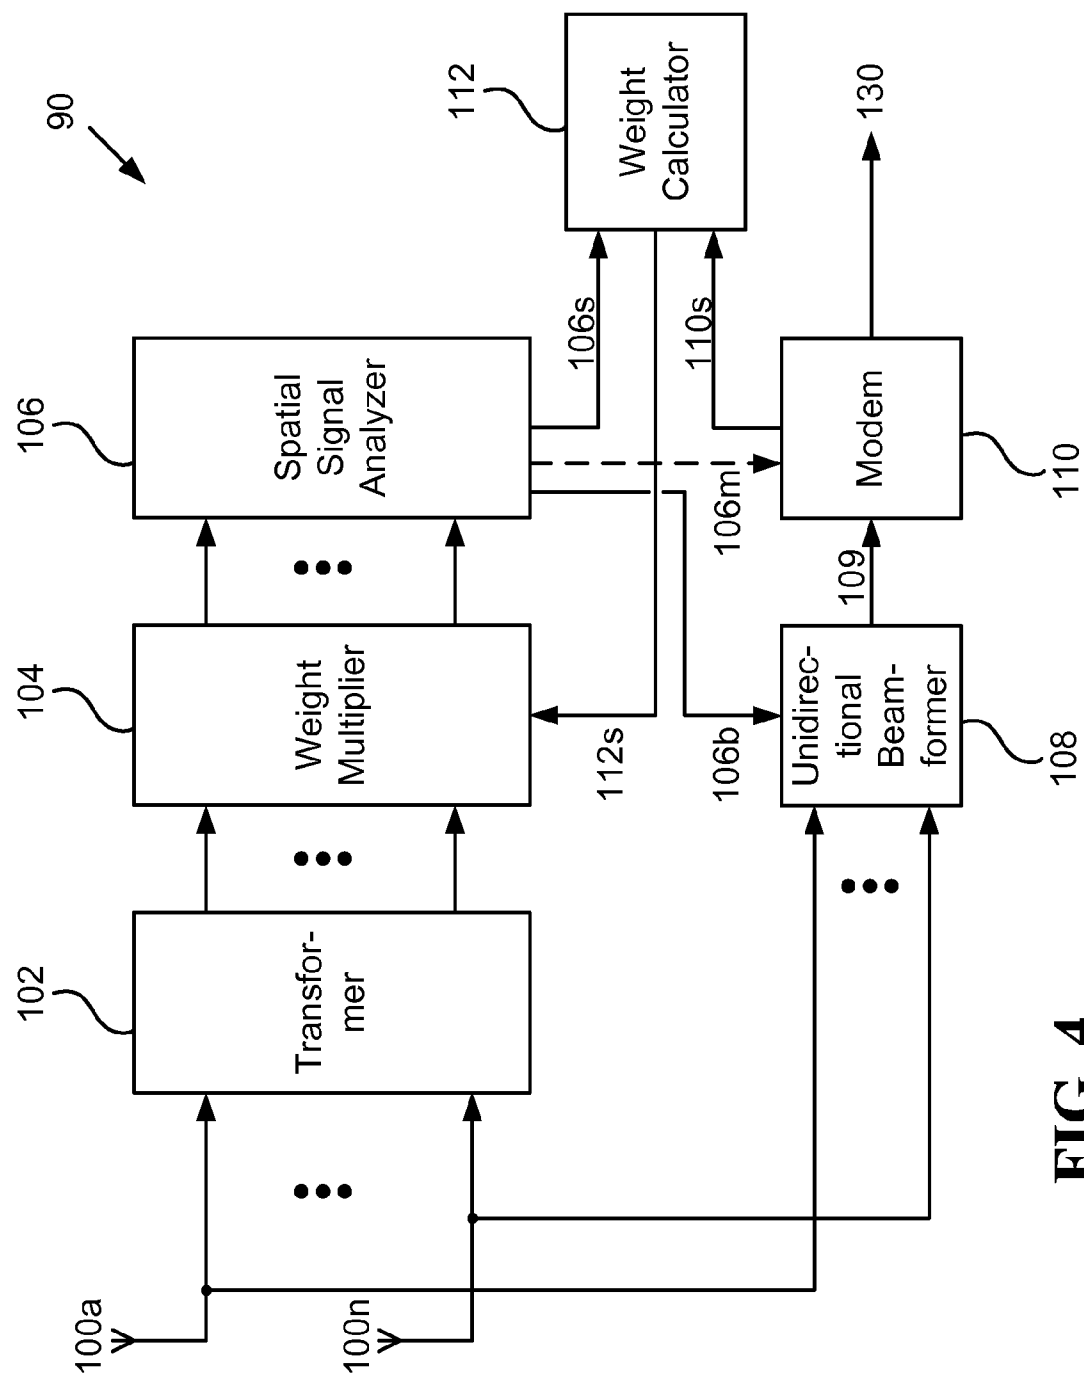 90
100a
100n
102
Transfor-
mer
104
Weight
Multiplier
106
Spatial
Signal
Analyzer
112
Weight
Calculator
106s
110s
112s
106b
106m
Unidirec-
tional
Beam-
former
108
109
Modem
110
130
FIG. 4